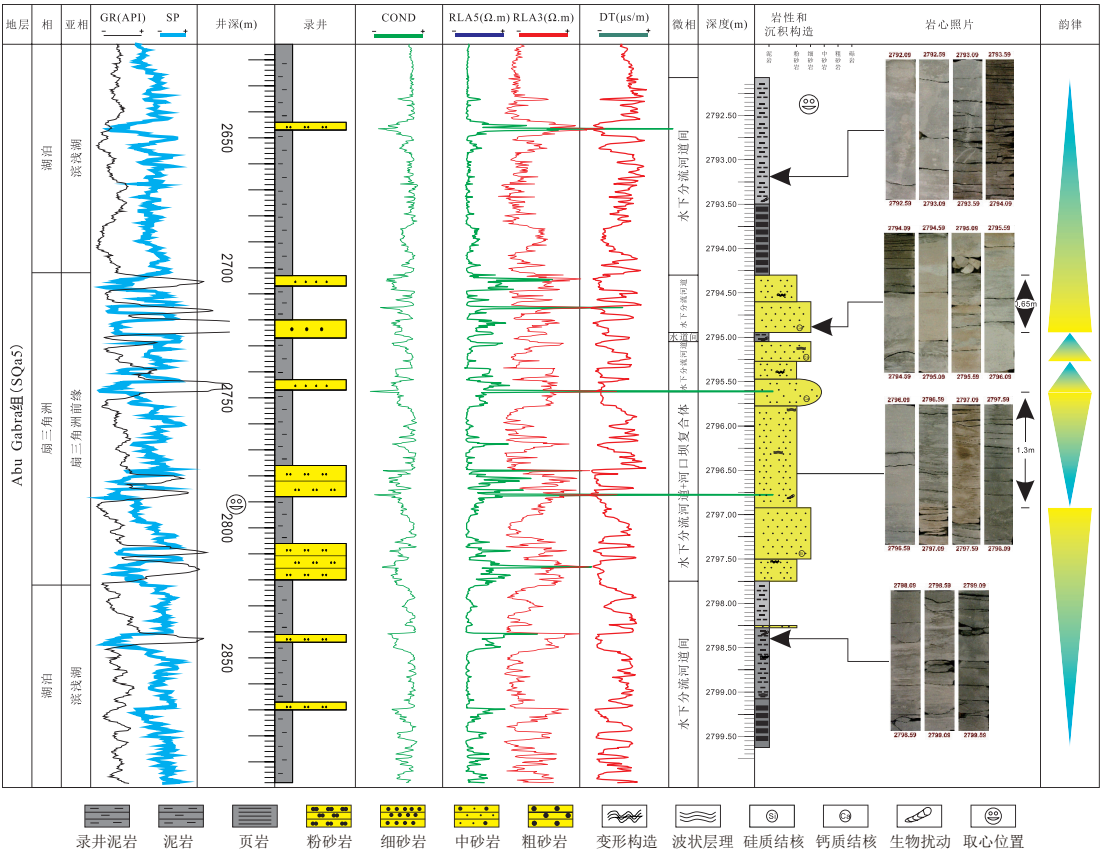 地层
相
亚相
GR(API)
SP
- + - +
井深(m)
录井
COND
- +
RLA5(Ω.m)
RLA3(Ω.m)
- + - +
DT(μs/m)
- +
微相
深度(m)
岩性和
沉积构造
岩心照片
韵律
泥岩
粉砂岩
细砂岩
中砂岩
粗砂岩
Abu Gabra组(SQa5)
湖泊
扇三角洲
湖泊
滨浅湖
扇三角洲前缘
滨浅湖
2650
2700
2750
2800
2850
水下分流河道间
水下分流河道
水道间
水下分流河道
水下分流河道+河口坝复合体
水下分流河道间
2792.50
2793.00
2793.50
2794.00
2794.50
2795.00
2795.50
2796.00
2796.50
2797.00
2797.50
2798.00
2798.50
2799.00
2799.50
2792.09 2792.59 2793.09 2793.59
2792.59 2793.09 2793.59 2794.09
2794.09 2794.59 2795.09 2795.59
2794.59 2795.09 2795.59 2796.09
2796.09 2796.59 2797.09 2797.59
2796.59 2797.09 2797.59 2798.09
2798.09 2798.59 2799.09
2798.59 2799.09 2799.59
0.65m
1.3m
Si Ca
录井泥岩 泥岩 页岩 粉砂岩 细砂岩 中砂岩 粗砂岩 变形构造 波状层理 硅质结核 钙质结核 生物扰动 取心位置